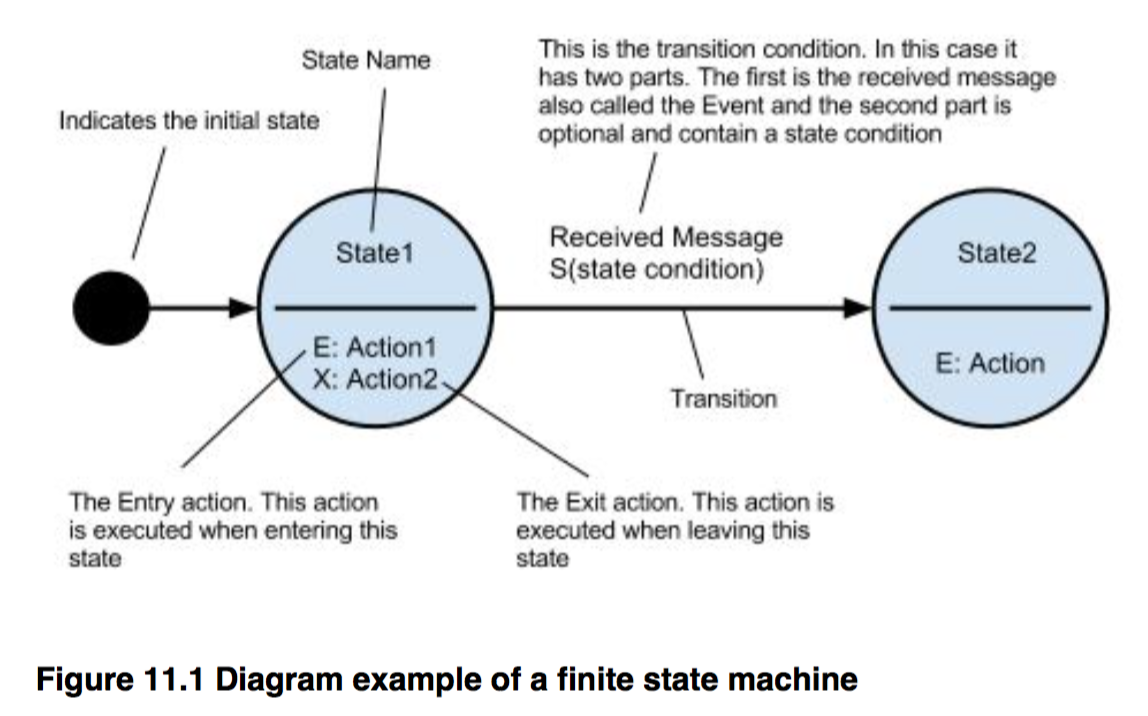 State Name
This is the transition condition. In this case it
has two parts. The first is the received message
also called the Event and the second part is
optional and contain a state condition
Indicates the initial state
Received Message
S(state condition)
State1
State2
E: Action1
X: Action2
E: Action
Transition
The Entry action. This action
is executed when entering this
state
The Exit action. This action is
executed when leaving this
state
Figure 11.1 Diagram example of a finite state machine